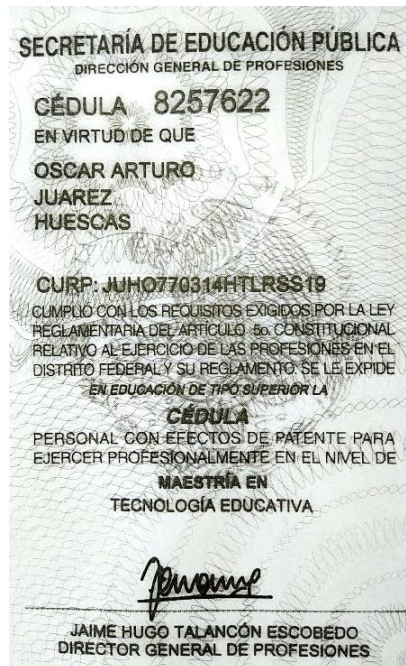 SECRETARÍA DE EDUCACIÓN PÚBLICA
DIRECCIÓN GENERAL DE PROFESIONES
CÉDULA 8257622
EN VIRTUD DE QUE
OSCAR ARTURO
JUAREZ
HUESCAS
CURP: JUHO770314HTLRSS19
CUMPLIO CON LOS REQUISITOS EXIGIDOS POR LA LEY
REGLAMENTARIA DEL ARTÍCULO 5o. CONSTITUCIONAL
RELATIVO AL EJERCICIO DE LAS PROFESIONES EN EL
DISTRITO FEDERAL Y SU REGLAMENTO. SE LE EXPIDE
EN EDUCACIÓN DE TIPO SUPERIOR LA
CÉDULA
PERSONAL CON EFECTOS DE PATENTE PARA
EJERCER PROFESIONALMENTE EN EL NIVEL DE
MAESTRÍA EN
TECNOLOGÍA EDUCATIVA
JAIME HUGO TALANCÓN ESCOBEDO
DIRECTOR GENERAL DE PROFESIONES